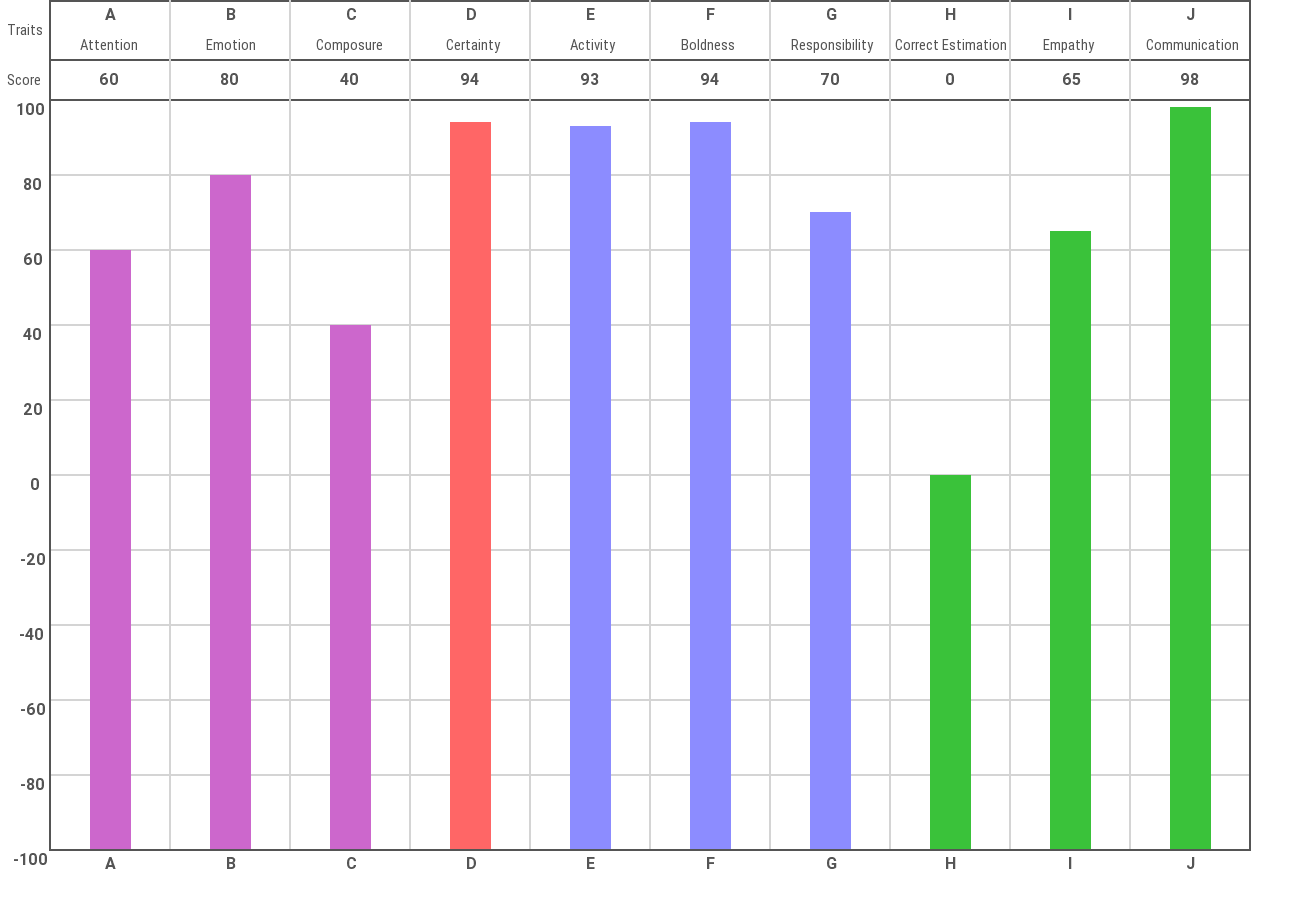 A B C D E F G H I J
Traits
Attention Emotion Composure Certainty Activity Boldness Responsibility Correct Estimation Empathy Communication
Score 60 80 40 94 93 94 70 0 65 98
100
80
60
40
20
0
-20
-40
-60
-80
-100
A B C D E F G H I J